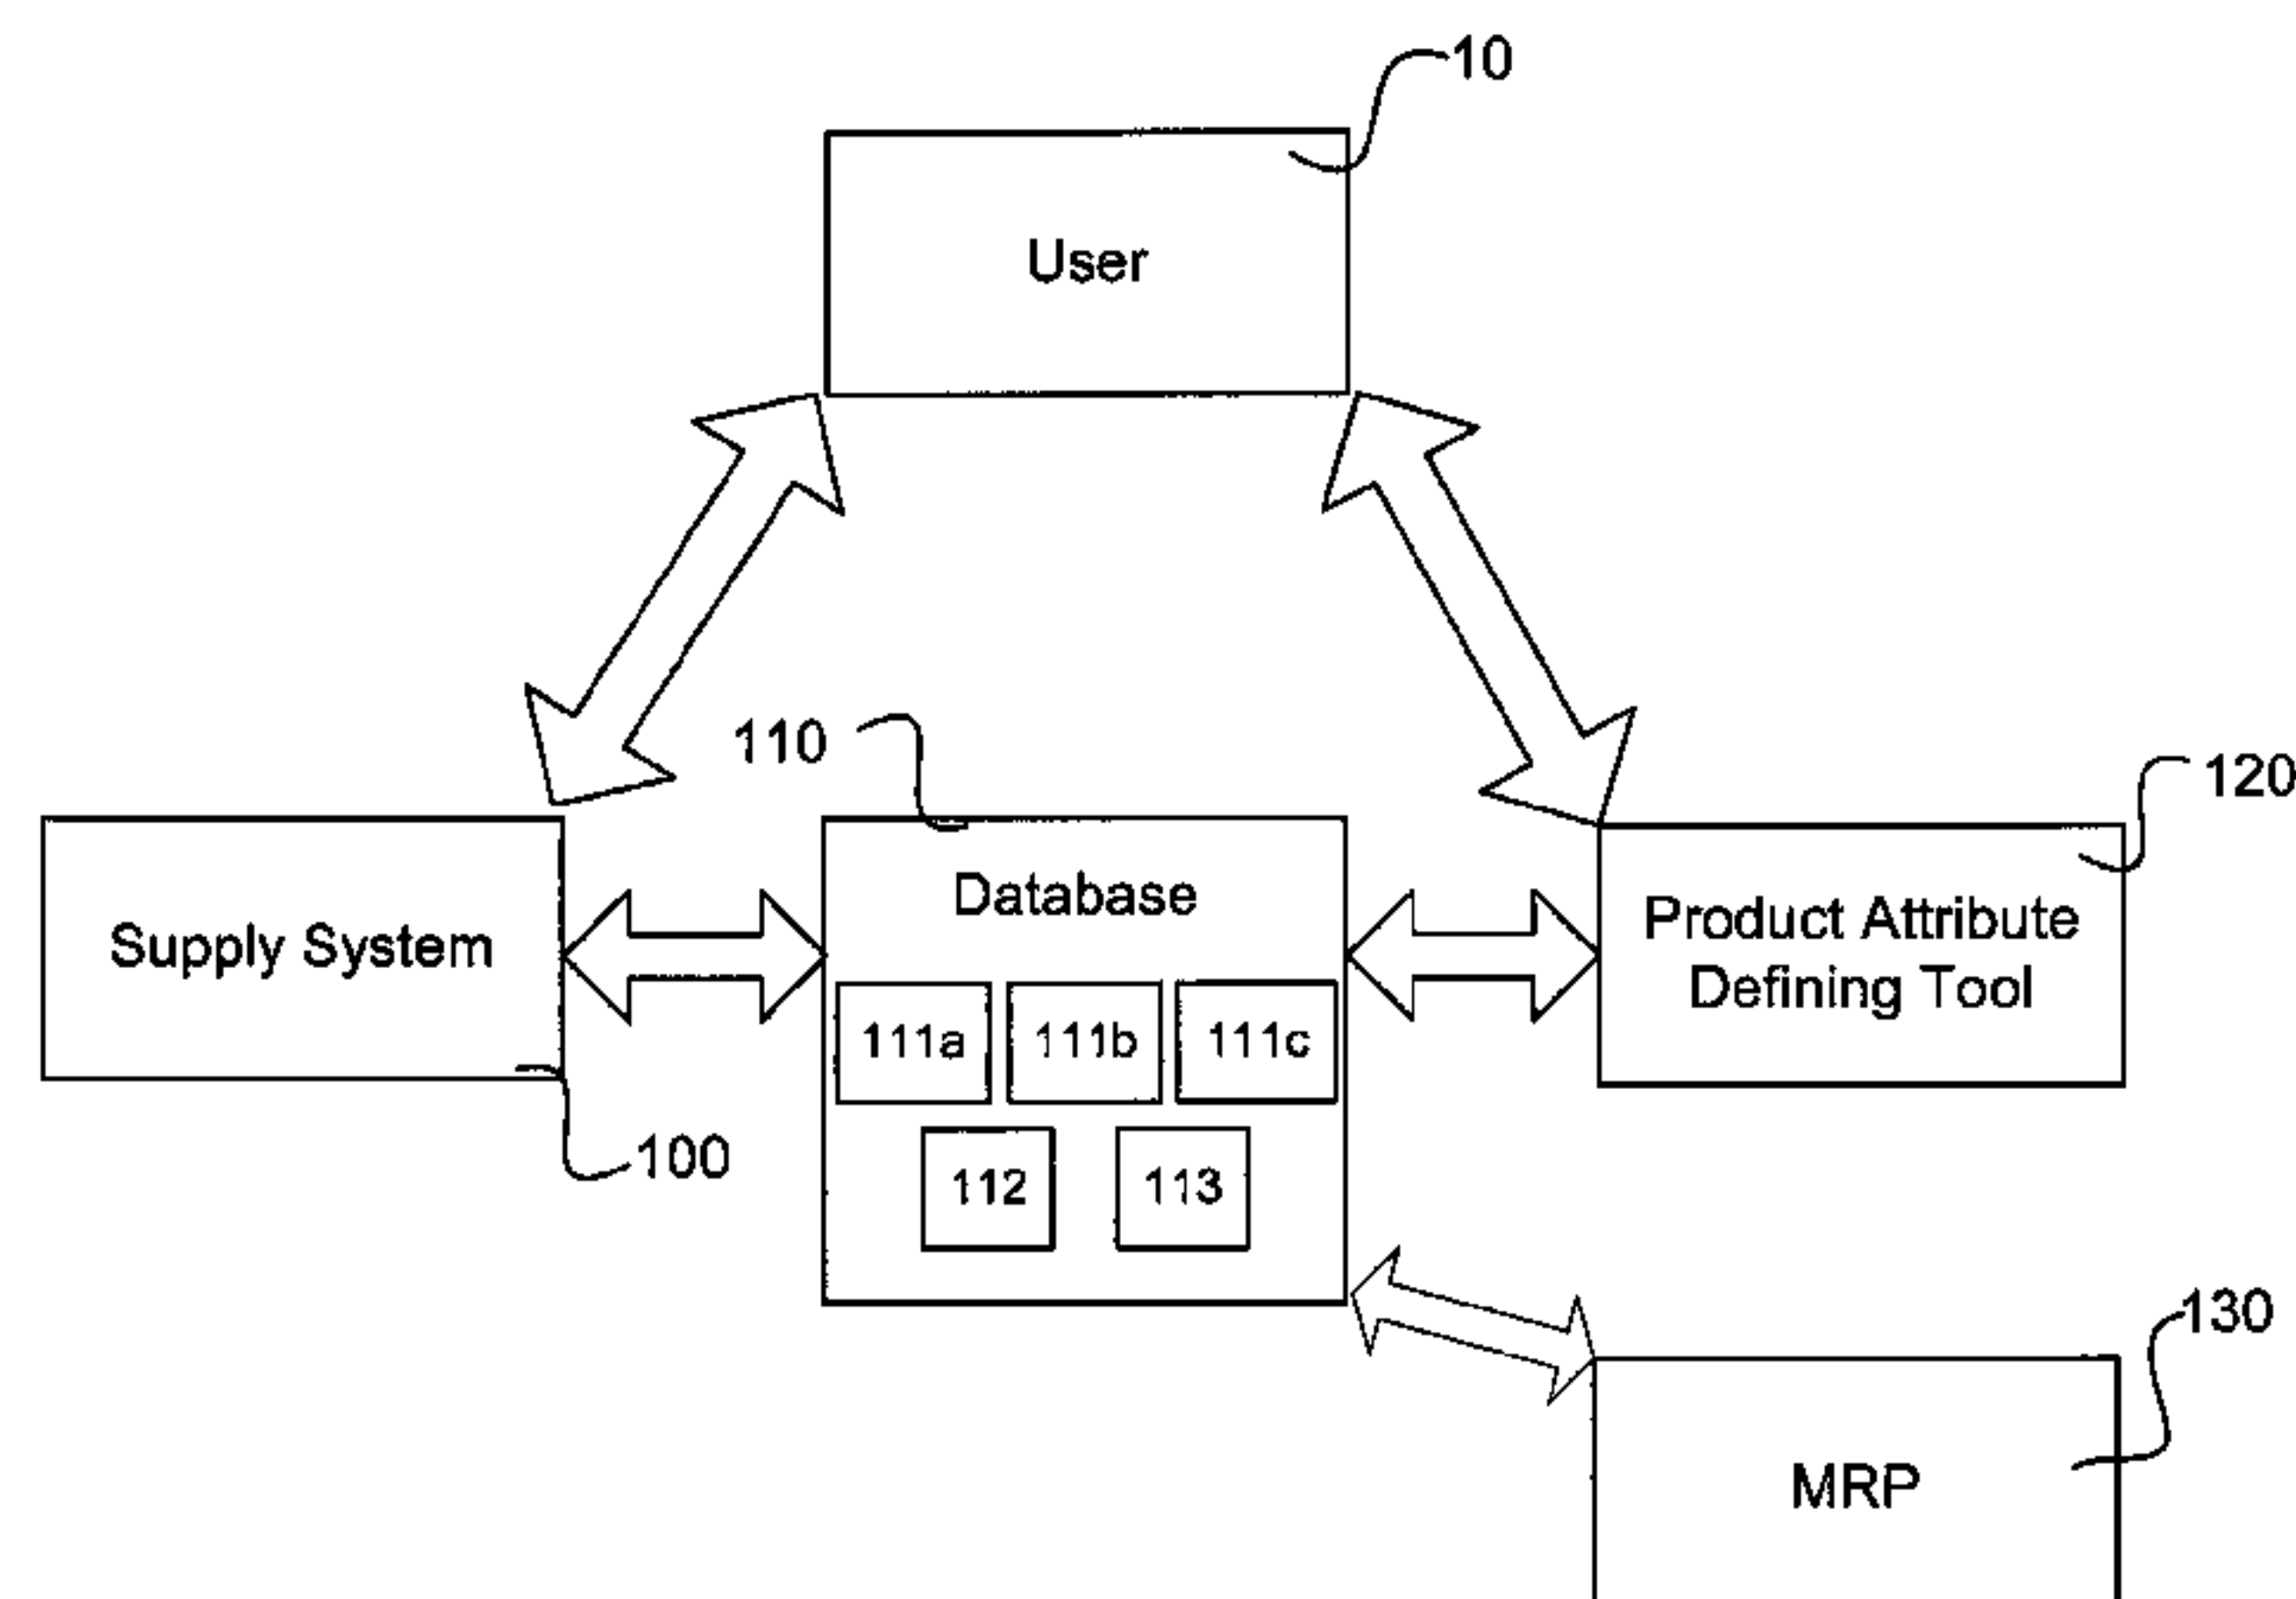 10
User
110
120
Database
Supply System
Product Attribute
Defining Tool
111a
111b
111c
100
112
113
130
MRP